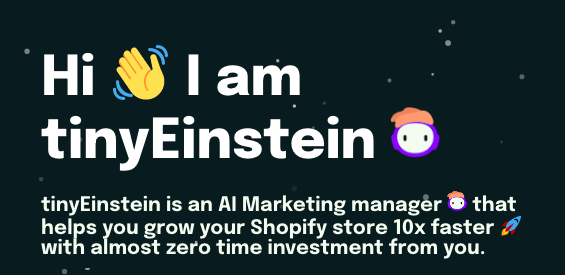 Hi 👋 I am
tinyEinstein
tinyEinstein is an AI Marketing manager that
helps you grow your Shopify store 10x faster 🚀
with almost zero time investment from you.